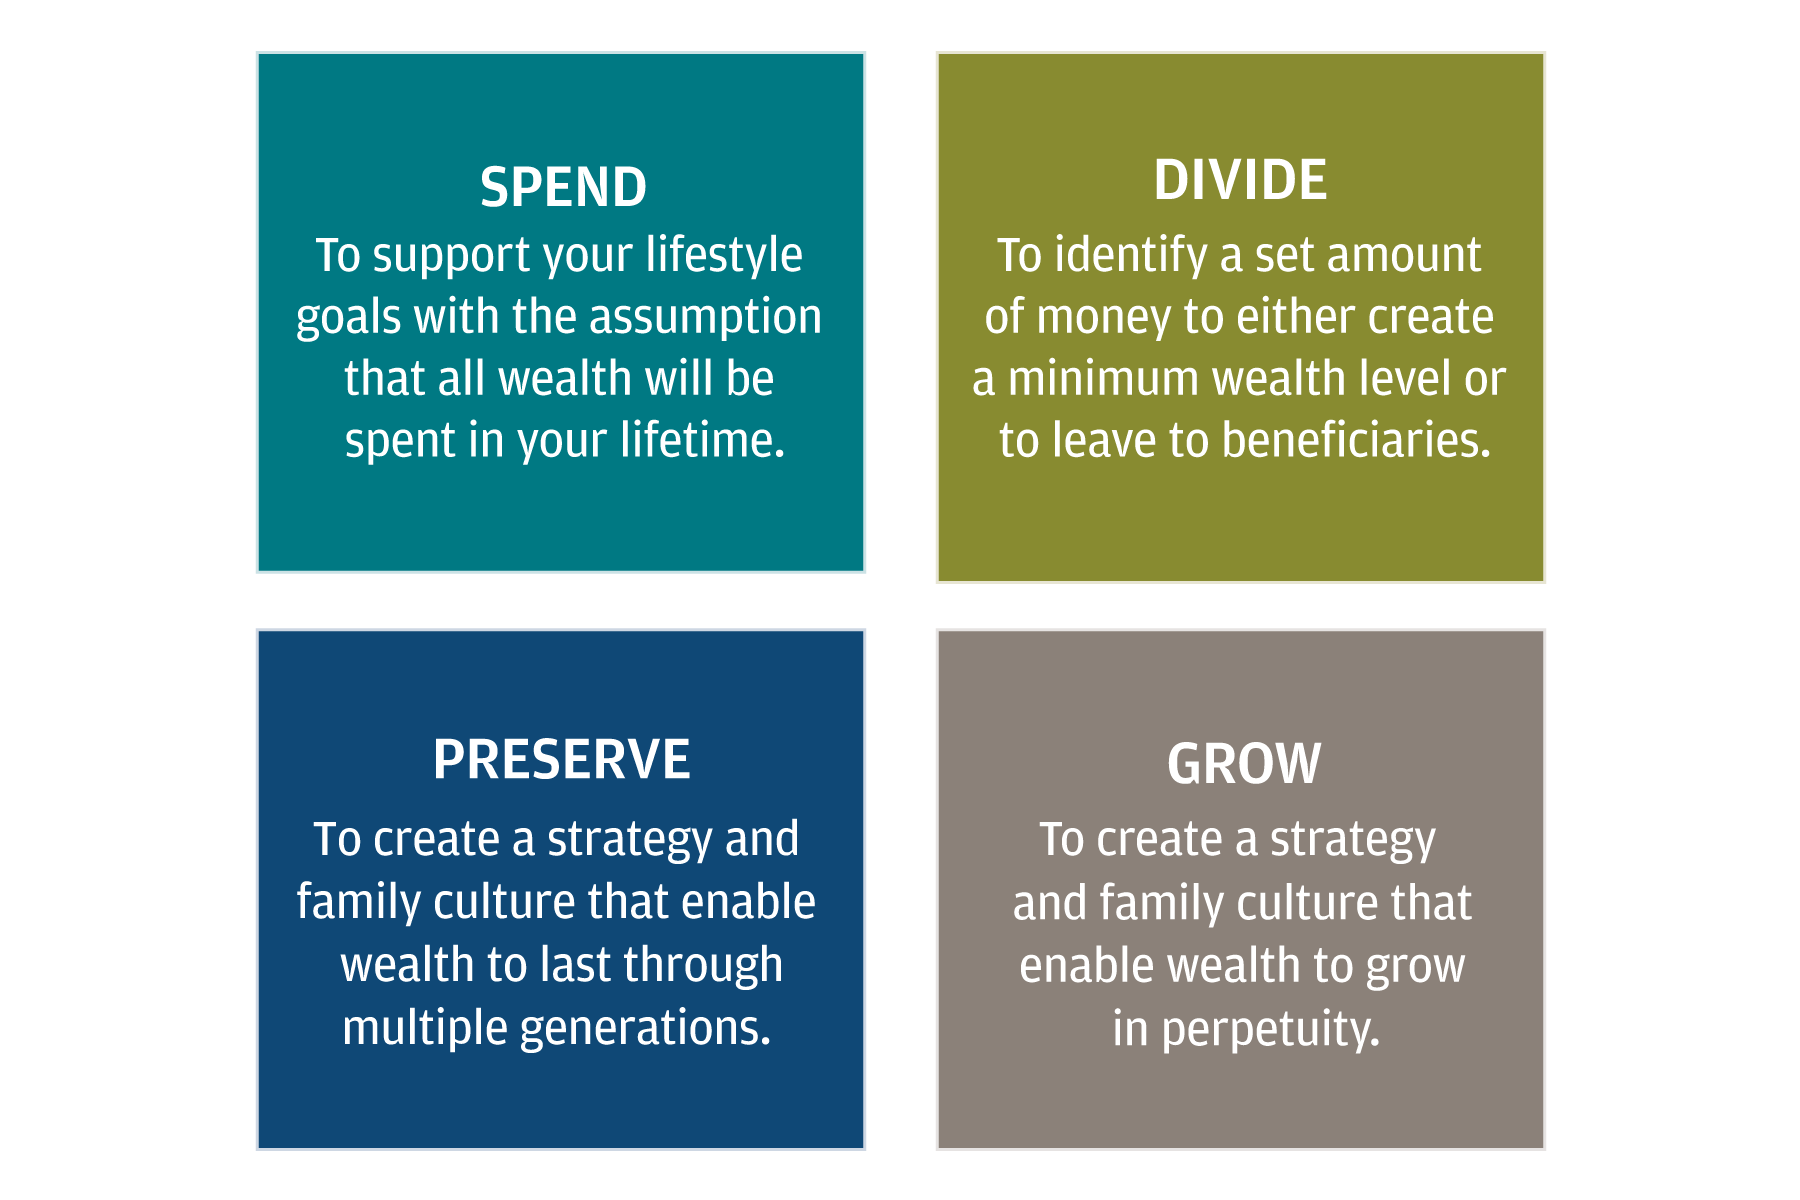 SPEND
To support your lifestyle
goals with the assumption
that all wealth will be
spent in your lifetime.
DIVIDE
To identify a set amount
of money to either create
a minimum wealth level or
to leave to beneficiaries.
PRESERVE
To create a strategy and
family culture that enable
wealth to last through
multiple generations.
GROW
To create a strategy
and family culture that
enable wealth to grow
in perpetuity.